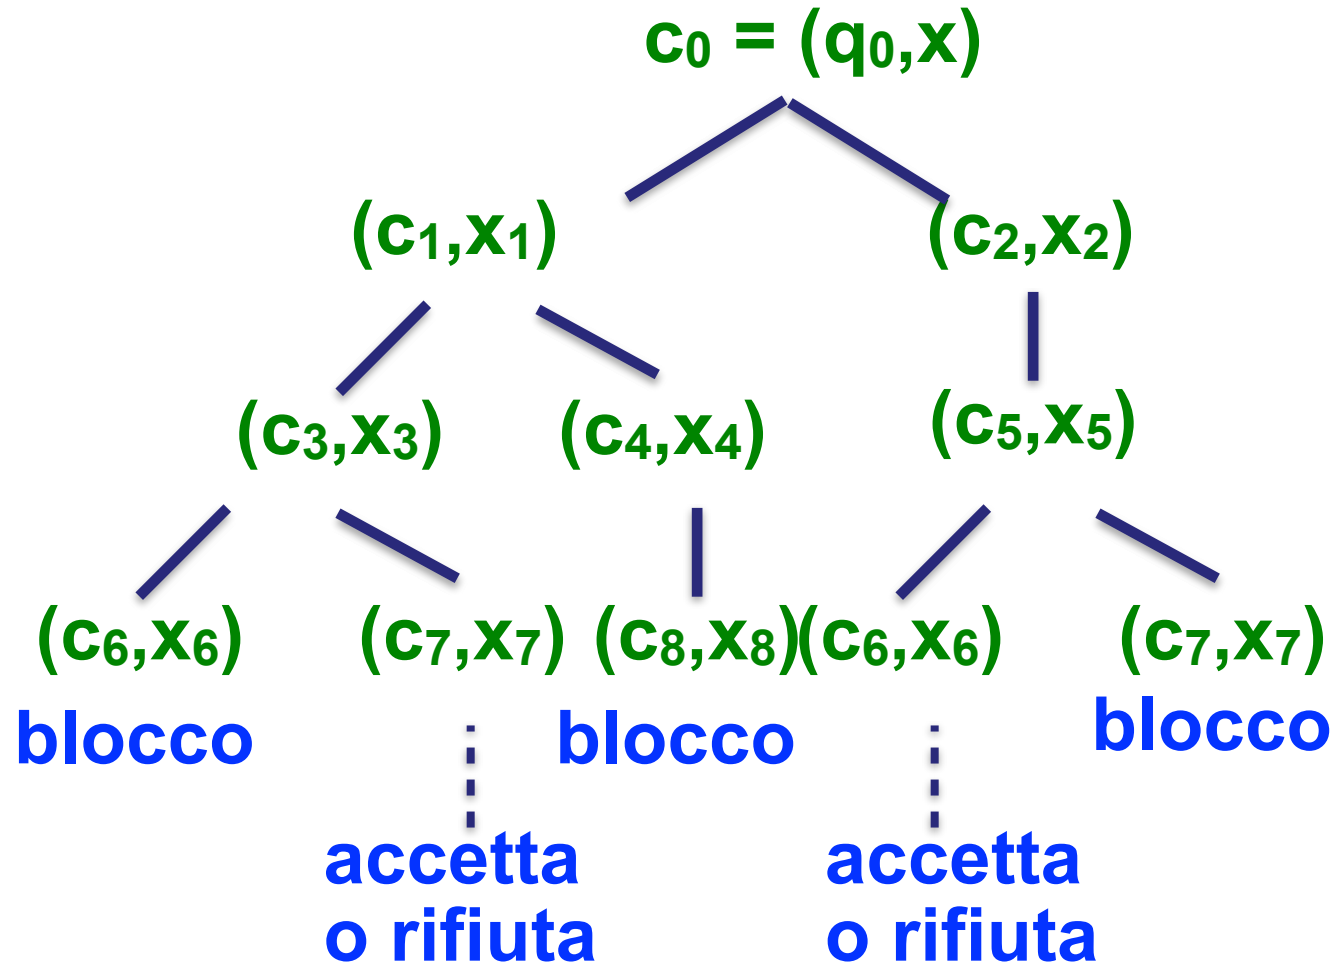 c₀ = (q₀,x)
(c₁,x₁) (c₂,x₂)
(c₃,x₃) (c₄,x₄) (c₅,x₅)
(c₆,x₆) (c₇,x₇) (c₈,x₈)(c₆,x₆) (c₇,x₇)
blocco blocco blocco
accetta accetta
o rifiuta o rifiuta